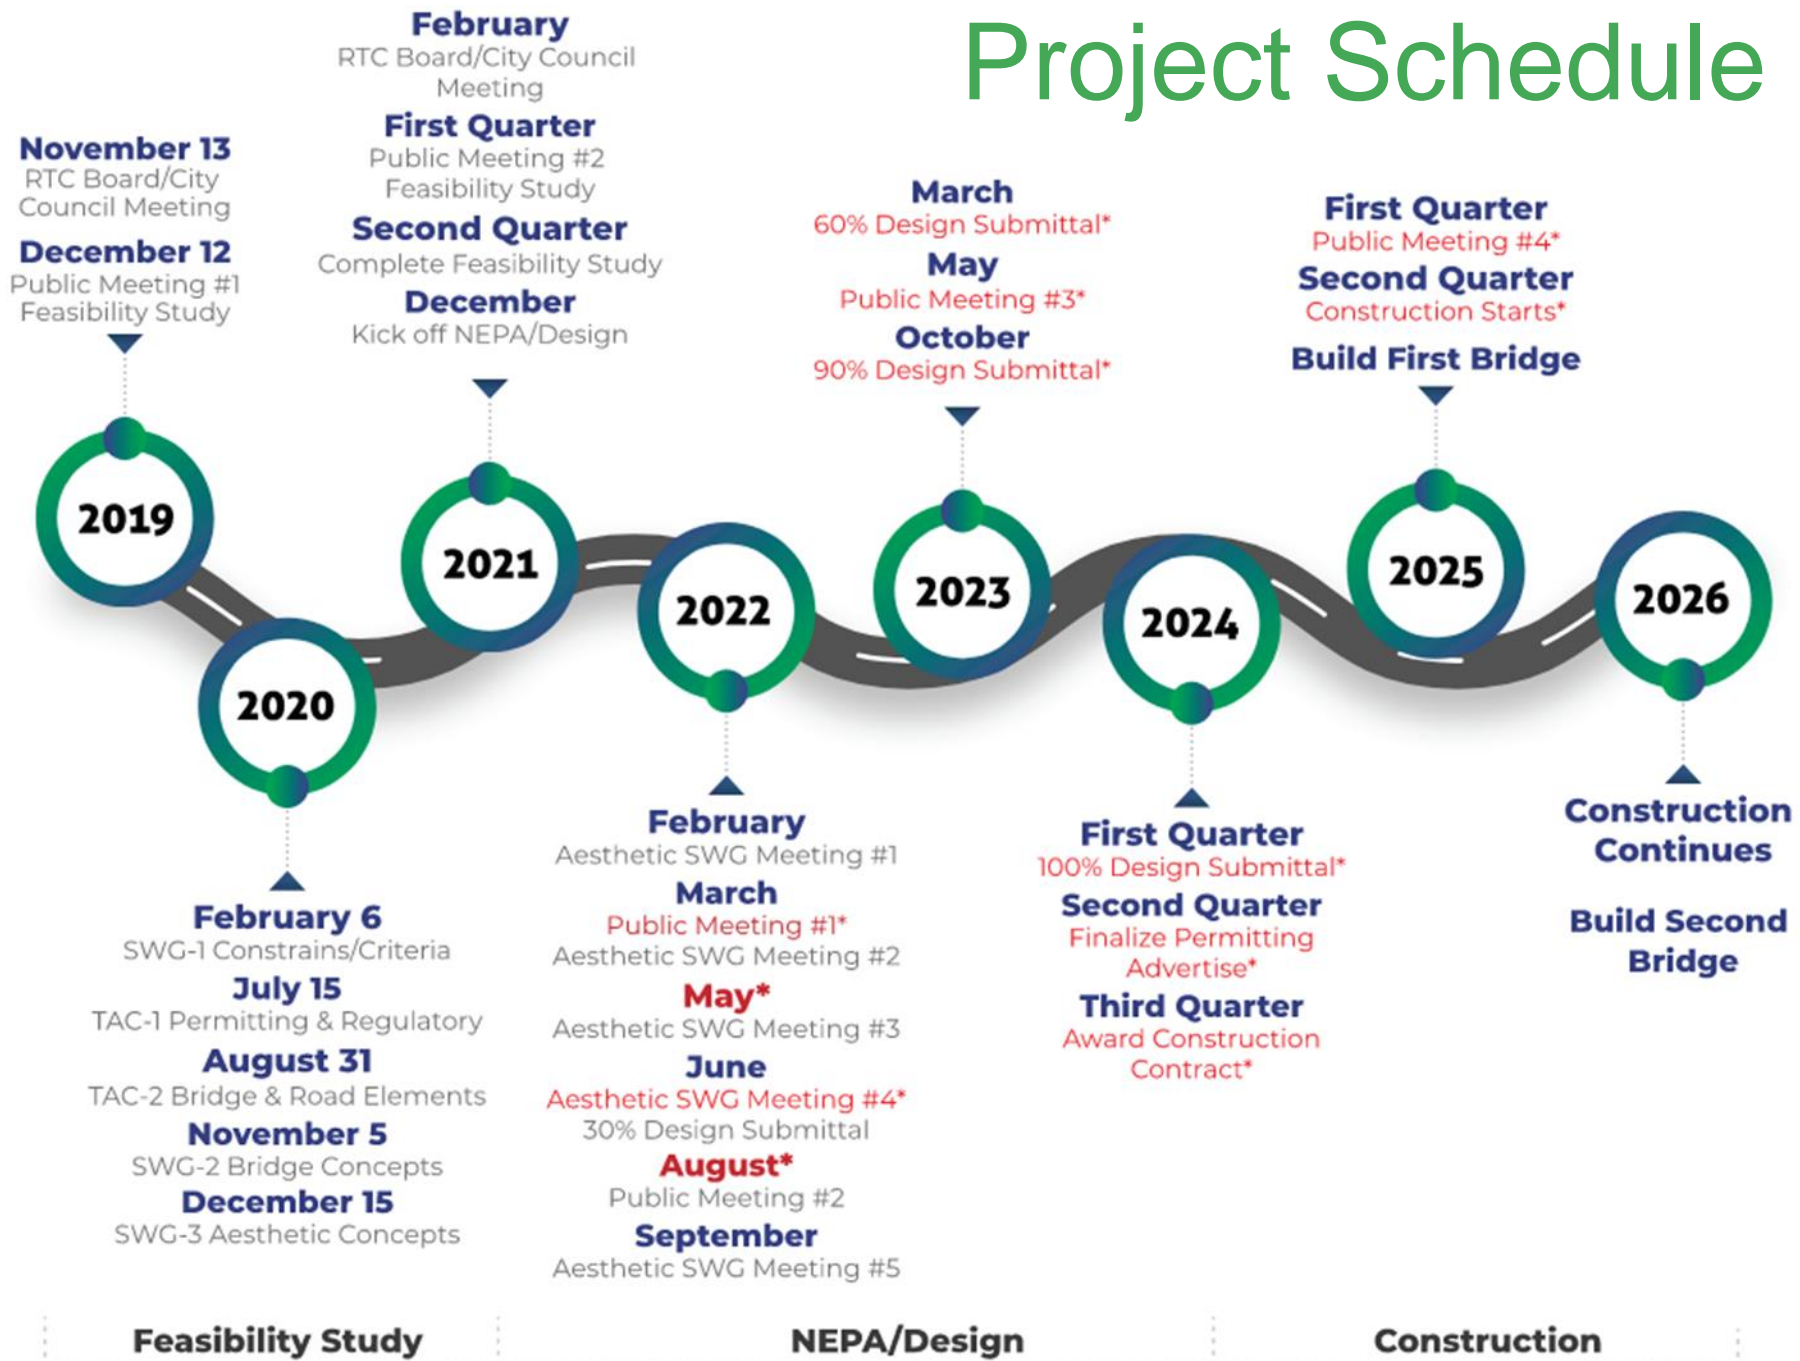 Project Schedule
November 13
RTC Board/City
Council Meeting
December 12
Public Meeting #1
Feasibility Study
2019
2020
February 6
SWG-1 Constrains/Criteria
July 15
TAC-1 Permitting & Regulatory
August 31
TAC-2 Bridge & Road Elements
November 5
SWG-2 Bridge Concepts
December 15
SWG-3 Aesthetic Concepts
February
RTC Board/City Council
Meeting
First Quarter
Public Meeting #2
Feasibility Study
Second Quarter
Complete Feasibility Study
December
Kick off NEPA/Design
2021
2022
February
Aesthetic SWG Meeting #1
March
Public Meeting #1*
Aesthetic SWG Meeting #2
May*
Aesthetic SWG Meeting #3
June
Aesthetic SWG Meeting #4*
30% Design Submittal
August*
Public Meeting #2
September
Aesthetic SWG Meeting #5
March
60% Design Submittal*
May
Public Meeting #3*
October
90% Design Submittal*
2023
2024
First Quarter
100% Design Submittal*
Second Quarter
Finalize Permitting
Advertise*
Third Quarter
Award Construction
Contract*
First Quarter
Public Meeting #4*
Second Quarter
Construction Starts*
Build First Bridge
2025
2026
Construction
Continues
Build Second
Bridge
Feasibility Study
NEPA/Design
Construction